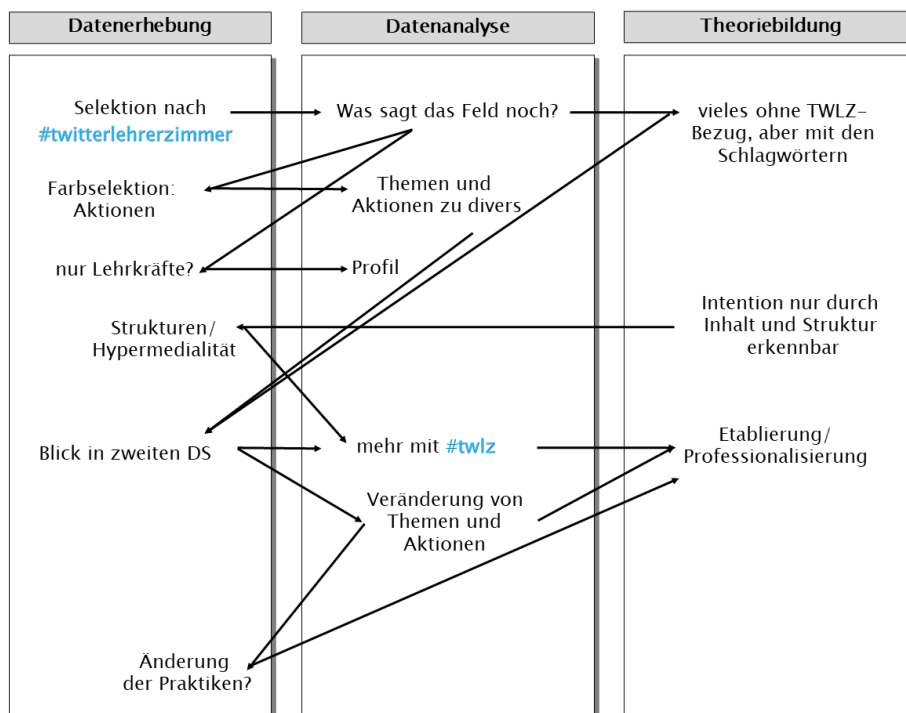 Datenerhebung
Datenanalyse
Theoriebildung
Selektion nach
#twitterlehrerzimmer
Was sagt das Feld noch?
vieles ohne TWLZ-
Bezug, aber mit den
Schlagwörtern
Farbselektion:
Aktionen
Themen und
Aktionen zu divers
nur Lehrkräfte?
Profil
Strukturen/
Hypermedialität
Intention nur durch
Inhalt und Struktur
erkennbar
Blick in zweiten DS
mehr mit #twlz
Etablierung/
Professionalisierung
Veränderung von
Themen und
Aktionen
Änderung
der Praktiken?